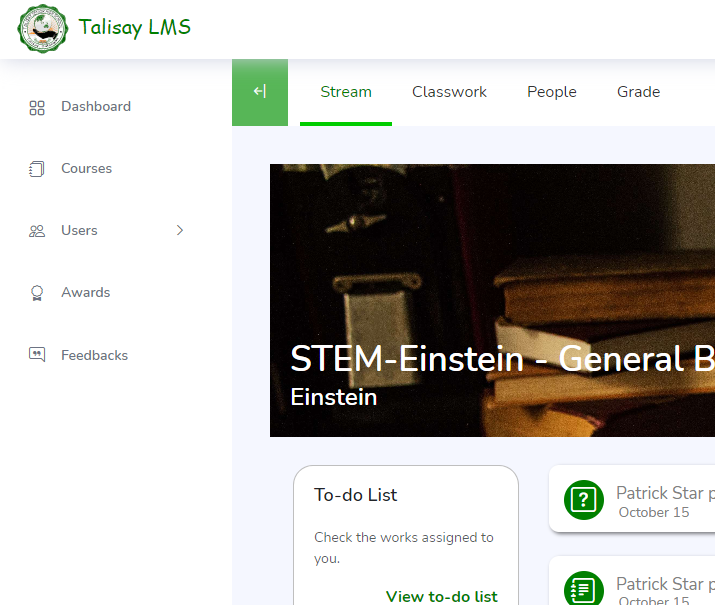 Talisay LMS
Dashboard
Courses
Users
Awards
Feedbacks
Stream Classwork People Grade
STEM-Einstein - General B
Einstein
To-do List
Check the works assigned to
you.
View to-do list
Patrick Star p
October 15
Patrick Star p
October 15